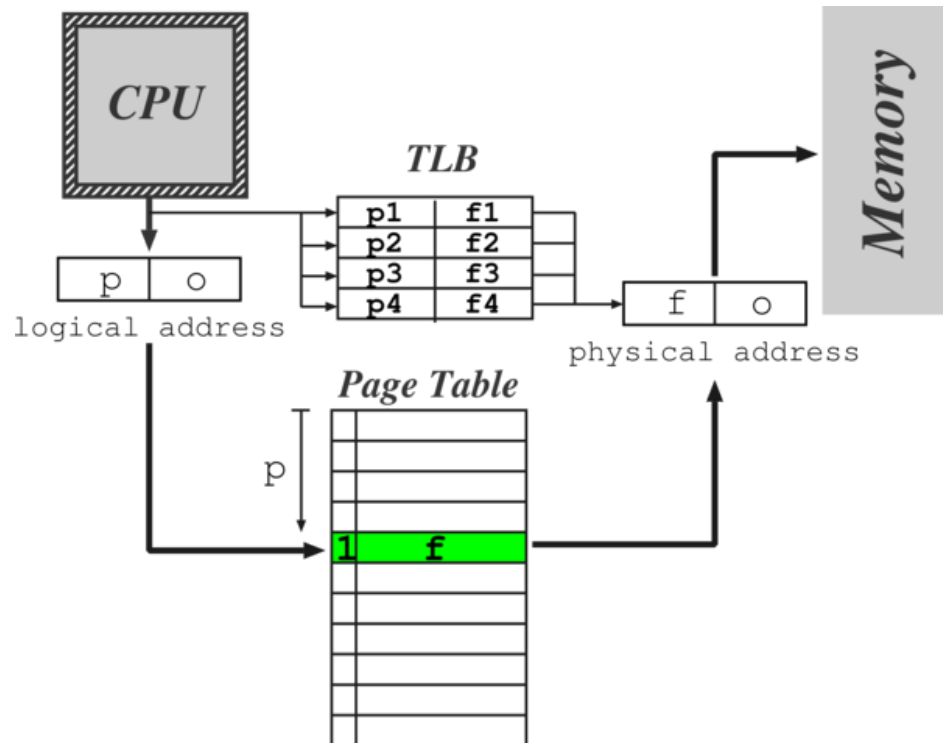 CPU
Memory
TLB
p1 f1
p2 f2
p3 f3
p4 f4
p o
logical address
f o
physical address
Page Table
p
1 f